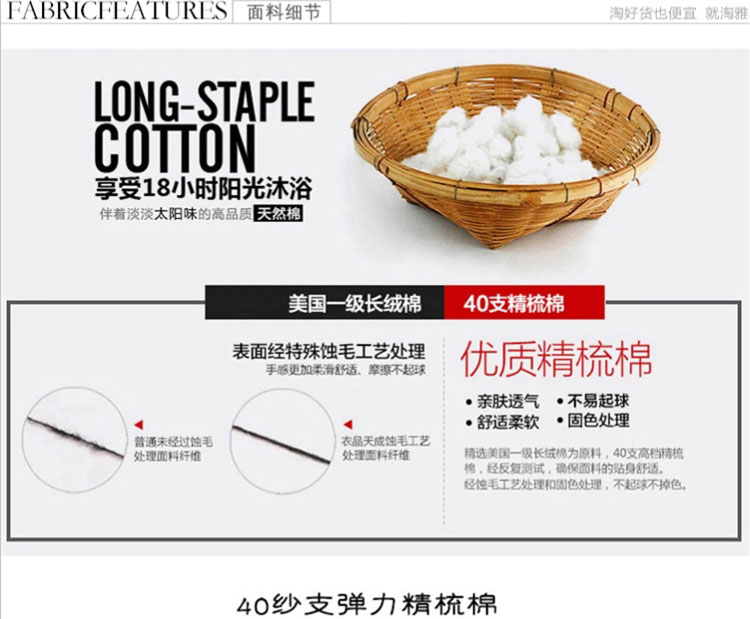 FABRICFEATURES 面料细节
淘好货也便宜 就淘雅
LONG-STAPLE
COTTON
享受18小时阳光沐浴
伴着淡淡太阳味的高品质 天然棉
美国一级长绒棉 40支精梳棉
表面经特殊蚀毛工艺处理
手感更加柔滑舒适、摩擦不起球
普通未经过蚀毛
处理面料纤维
衣品天成蚀毛工艺
处理面料纤维
优质精梳棉
• 亲肤透气 • 不易起球
• 舒适柔软 • 固色处理
精选美国一级长绒棉为原料，40支高档精梳
棉，经反复测试，确保面料的贴身舒适。
经蚀毛工艺处理和固色处理，不起球不掉色。
40纱支弹力精梳棉